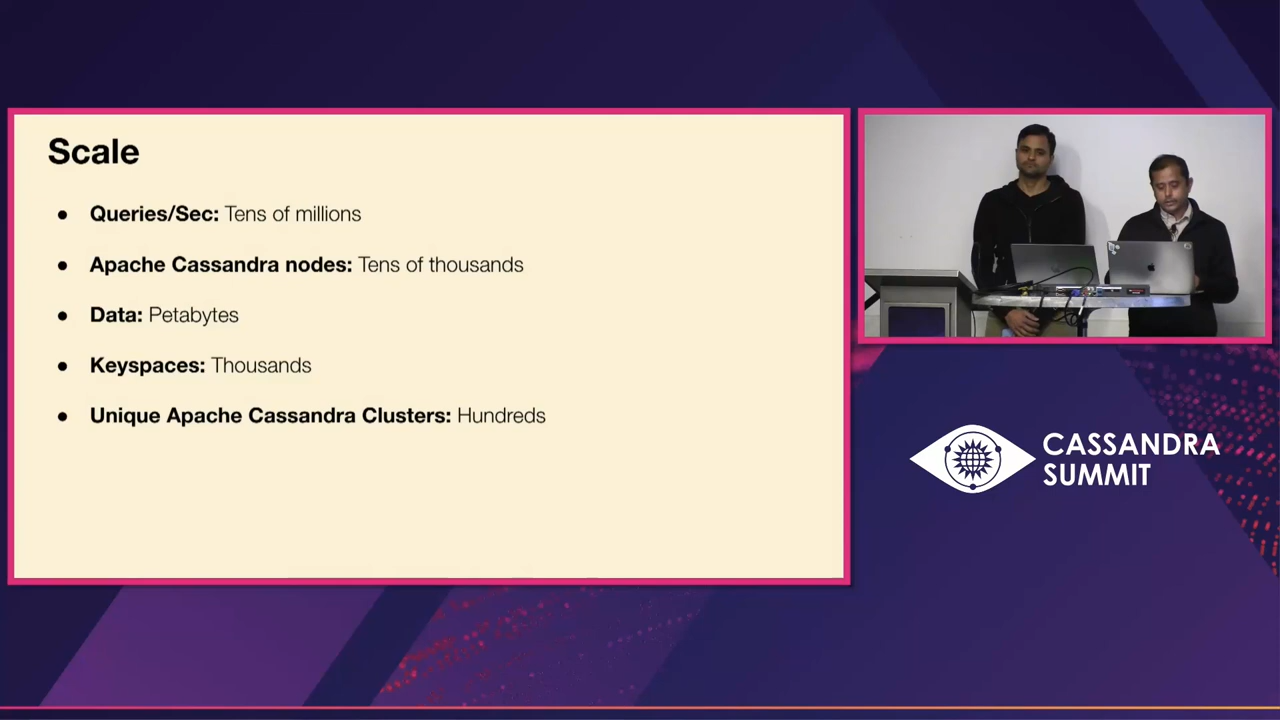 Scale
● Queries/Sec: Tens of millions
● Apache Cassandra nodes: Tens of thousands
● Data: Petabytes
● Keyspaces: Thousands
● Unique Apache Cassandra Clusters: Hundreds
CASSANDRA
SUMMIT